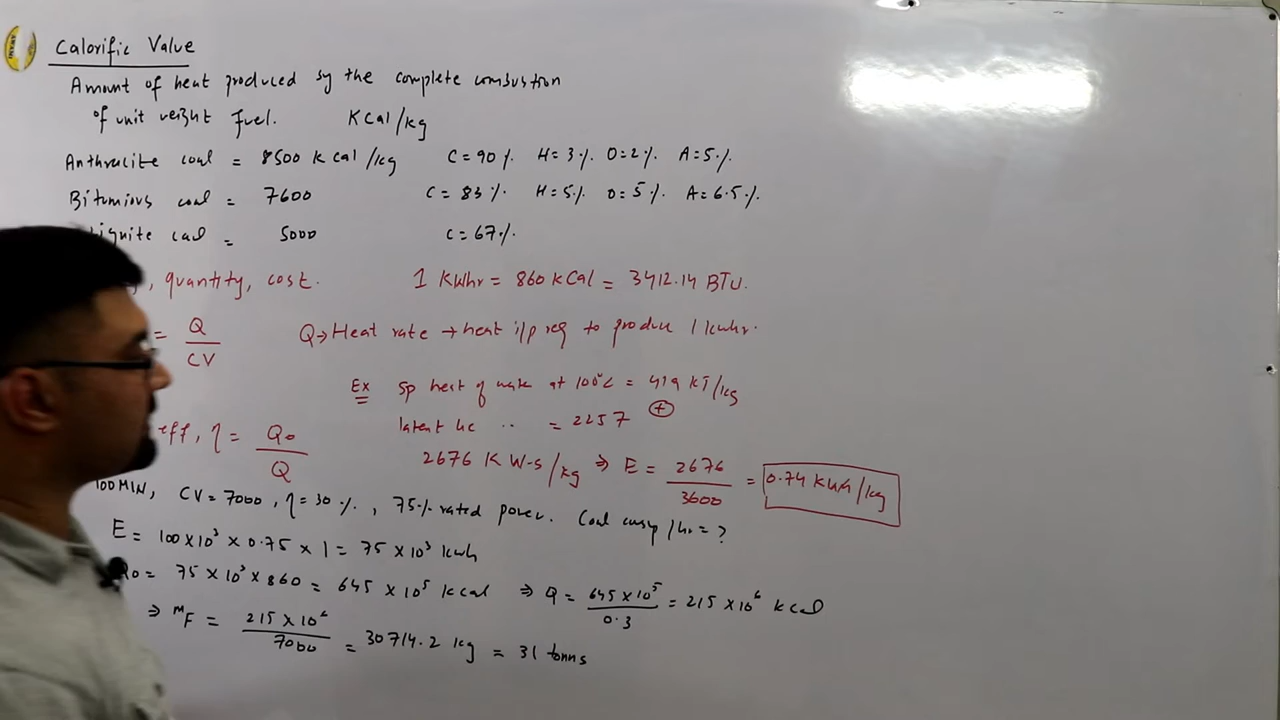 Calorific Value
Amount of heat produced by the complete combustion
of unit weight fuel. KCal/kg
Anthracite coal = 8500 k Cal/kg C=90% H=3% O=2% A=5%
Bitumious coal = 7600 C=83% H=5% O=5% A=6.5%
ignite coal = 5000 C=67%
, quantity, cost. 1 KWhr = 860 kCal = 3412.14 BTU.
= Q/CV Q→Heat rate → heat i/p req to produce 1 kwhr.
Ex sp heat of water at 100°C = 419 kJ/kg
latent " .. = 2257 +
eff, η = Qo/Q
2676 KW-s/kg ⇒ E = 2676/3600 = 0.74 KWh/kg
100MW, CV=7000, η=30%, 75% rated power. Coal consp/hr=?
E = 100×10³ × 0.75 × 1 = 75 × 10³ kwh
Qo = 75 × 10³ × 860 = 645 × 10⁵ kcal ⇒ Q = 645×10⁵/0.3 = 215 ×10⁶ kcal
⇒ MF = 215 × 10⁶/7000 = 30714.2 kg = 31 tonns